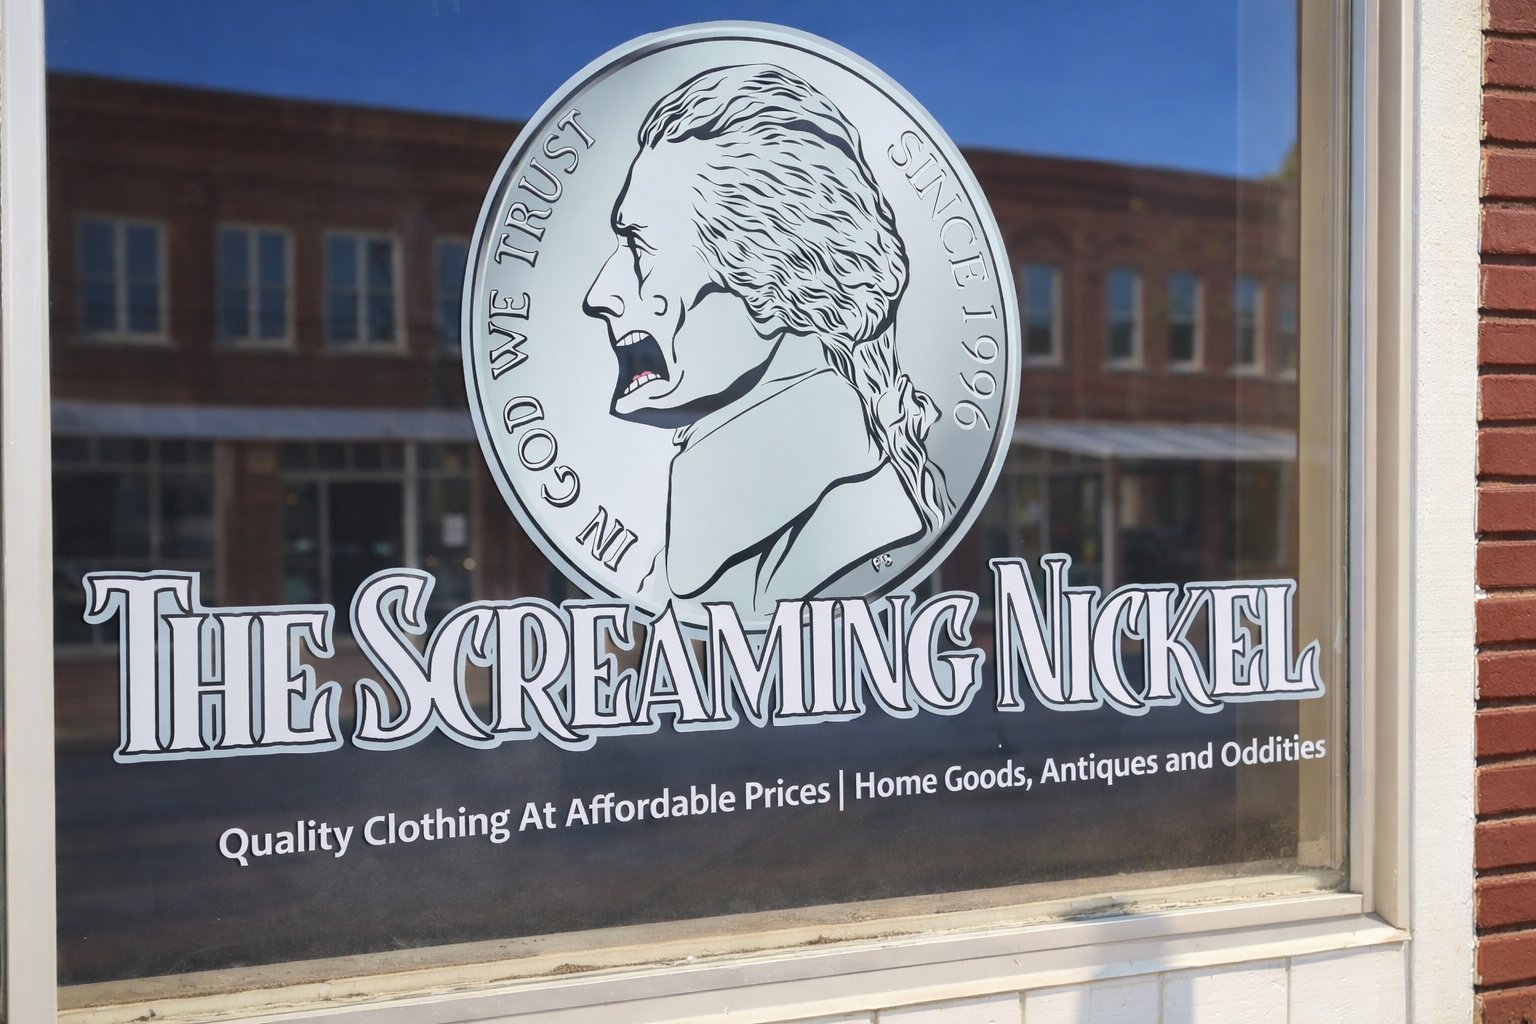 IN GOD WE TRUST
SINCE 1996
THE SCREAMING NICKEL
Quality Clothing At Affordable Prices | Home Goods, Antiques and Oddities